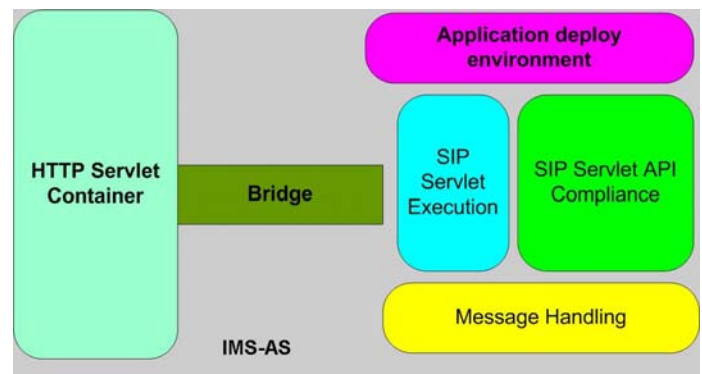 Application deploy
environment
HTTP Servlet
Container
Bridge
SIP
Servlet
Execution
SIP Servlet API
Compliance
Message Handling
IMS-AS